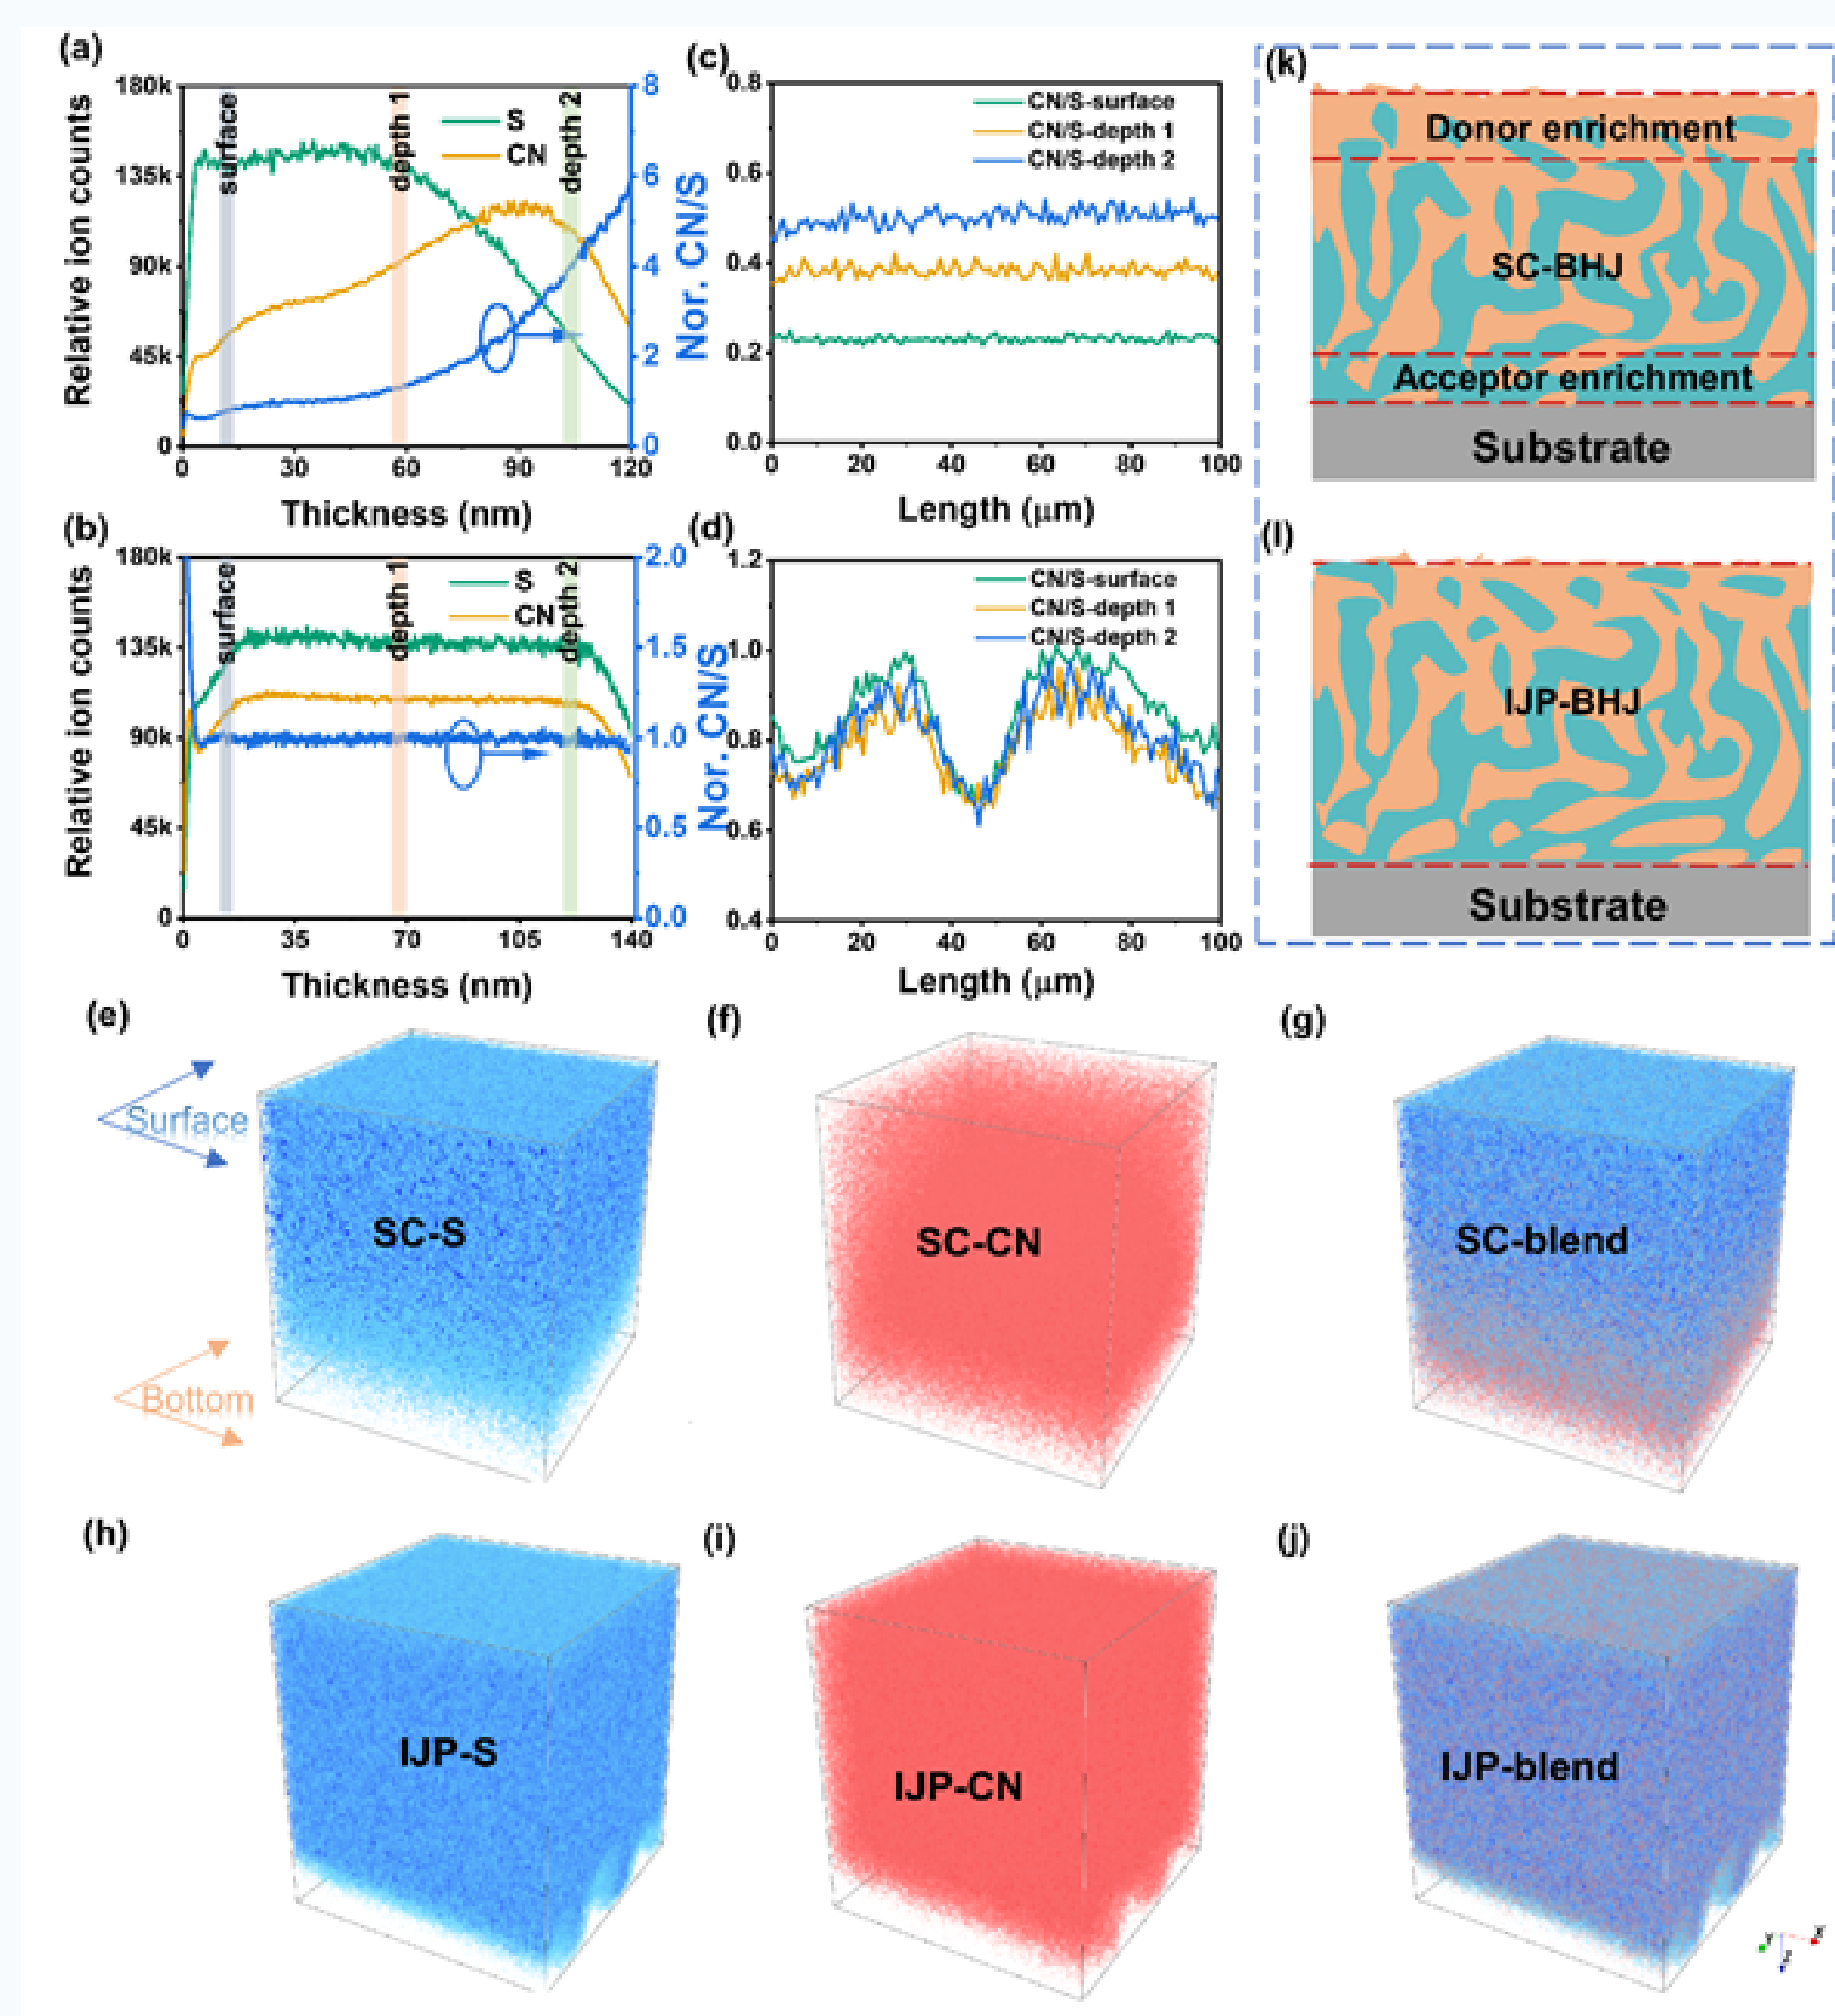 (a)
180k
135k
90k
45k
0
Relative ion counts
surface
depth 1
depth 2
S
CN
8
6
4
2
0
Nor. CN/S
0 30 60 90 120
Thickness (nm)
(c)
0.8
0.6
0.4
0.2
0.0
CN/S-surface
CN/S-depth 1
CN/S-depth 2
0 20 40 60 80 100
Length (μm)
(k)
Donor enrichment
SC-BHJ
Acceptor enrichment
Substrate
(b)
180k
135k
90k
45k
0
Relative ion counts
surface
depth 1
depth 2
S
CN
2.0
1.5
1.0
0.5
0.0
Nor. CN/S
0 35 70 105 140
Thickness (nm)
(d)
1.2
1.0
0.8
0.6
0.4
CN/S-surface
CN/S-depth 1
CN/S-depth 2
0 20 40 60 80 100
Length (μm)
(l)
IJP-BHJ
Substrate
(e)
Surface
SC-S
Bottom
(f)
SC-CN
(g)
SC-blend
(h)
IJP-S
(i)
IJP-CN
(j)
IJP-blend
Y X
Z